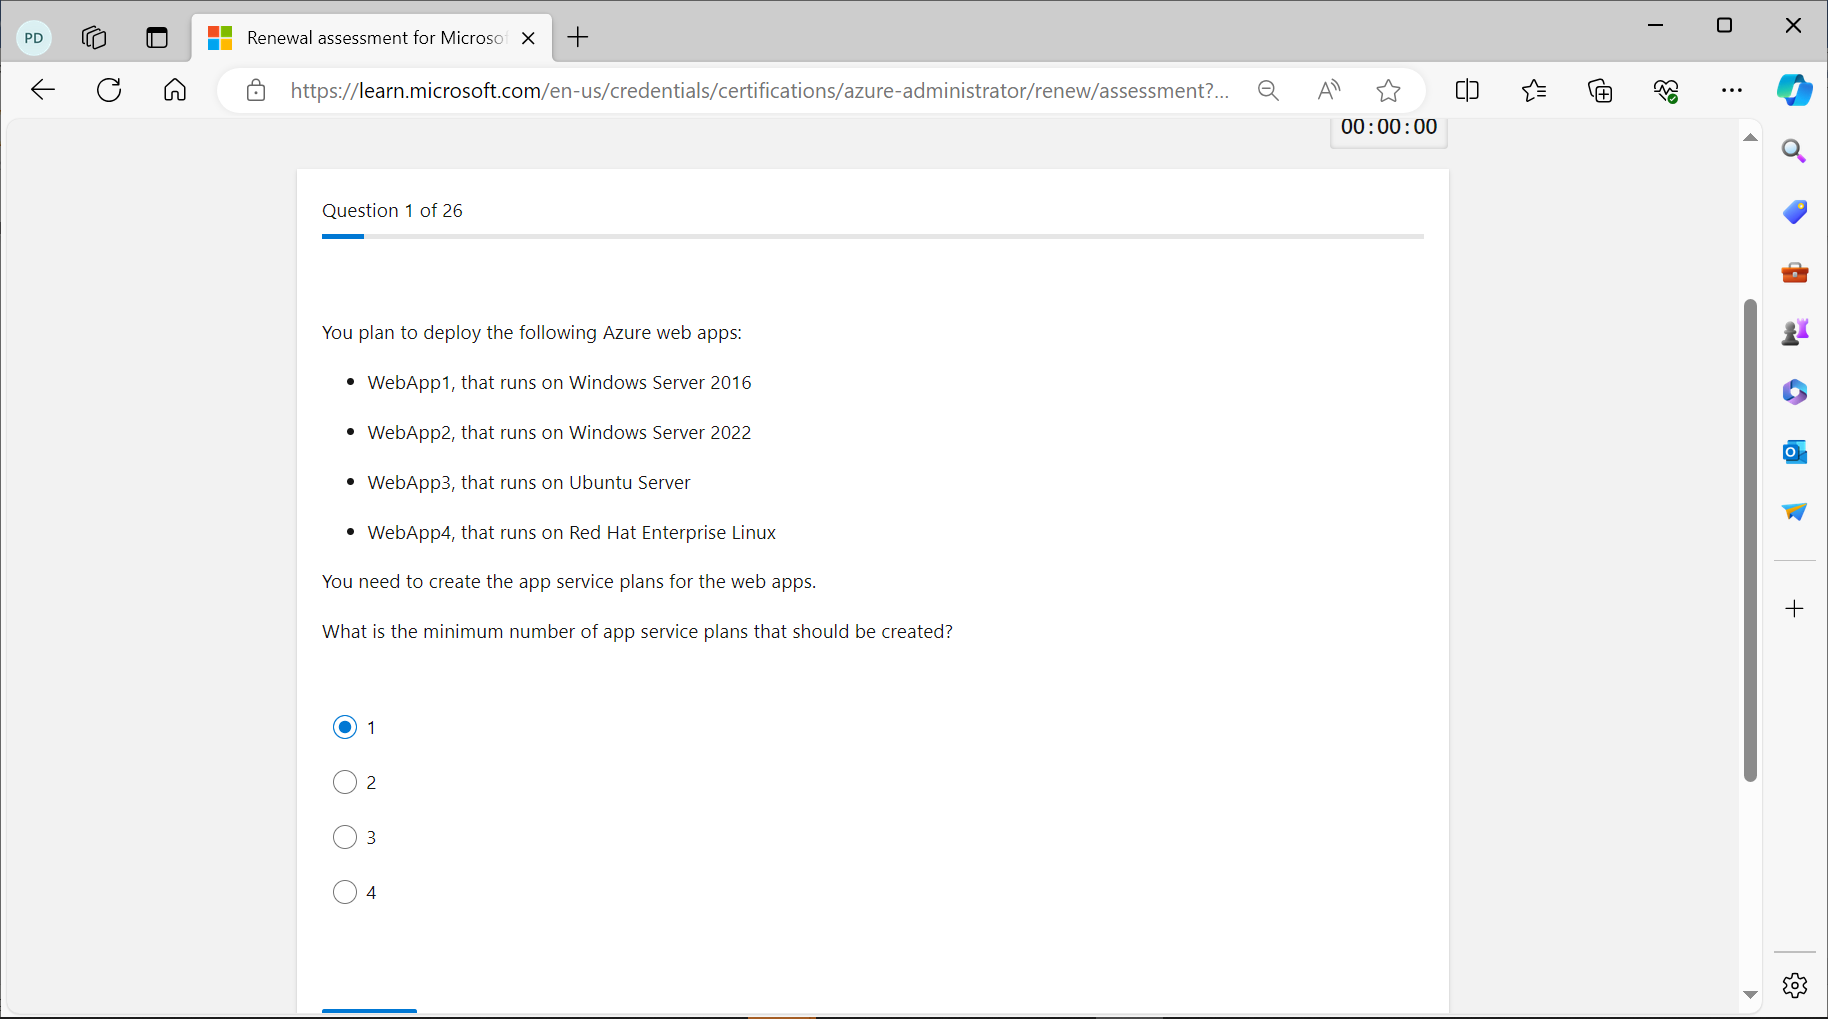 PD
Renewal assessment for Microsof
https://learn.microsoft.com/en-us/credentials/certifications/azure-administrator/renew/assessment?...
00:00:00
Question 1 of 26
You plan to deploy the following Azure web apps:
• WebApp1, that runs on Windows Server 2016
• WebApp2, that runs on Windows Server 2022
• WebApp3, that runs on Ubuntu Server
• WebApp4, that runs on Red Hat Enterprise Linux
You need to create the app service plans for the web apps.
What is the minimum number of app service plans that should be created?
1
2
3
4